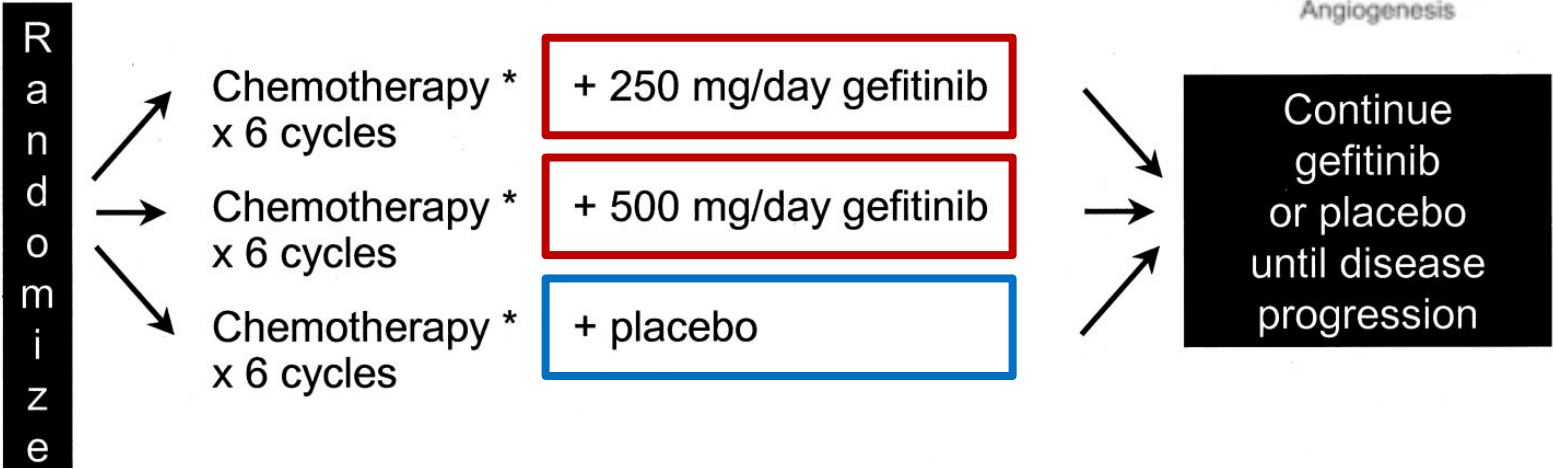 Angiogenesis
Randomize
Chemotherapy * + 250 mg/day gefitinib
x 6 cycles
Chemotherapy * + 500 mg/day gefitinib
x 6 cycles
Chemotherapy * + placebo
x 6 cycles
Continue
gefitinib
or placebo
until disease
progression